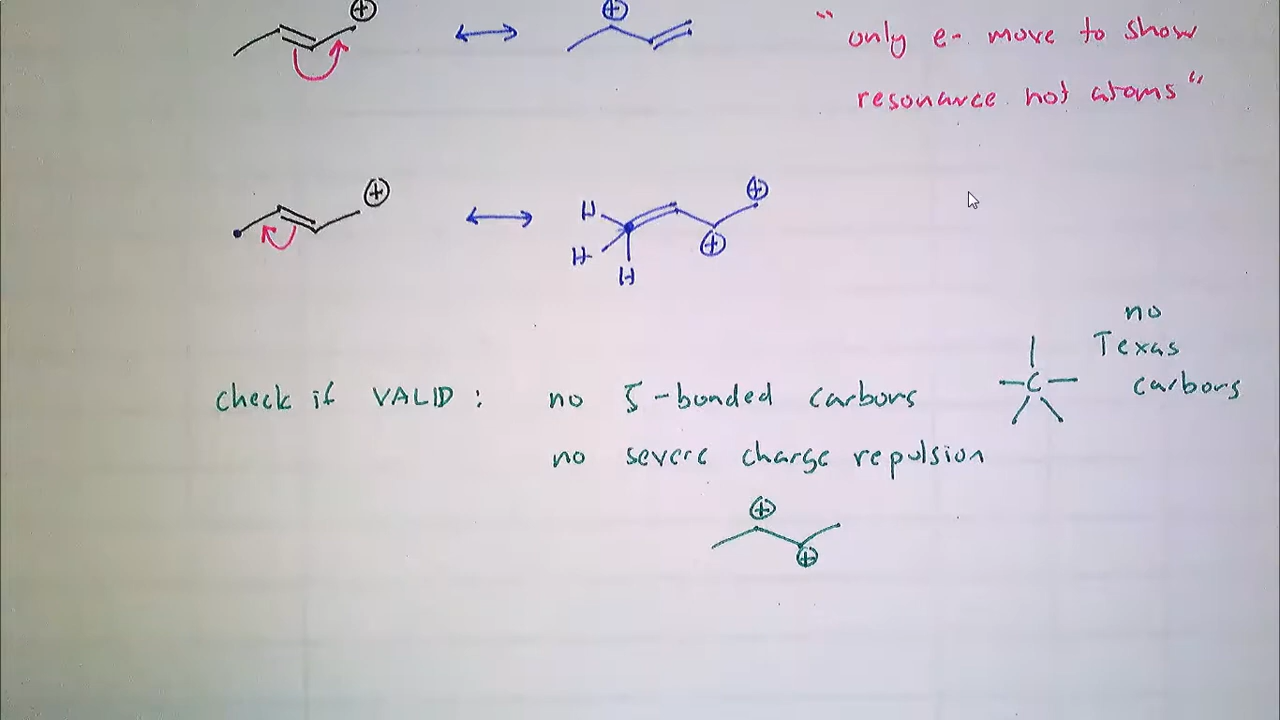 ⊕ ⊕
"only e- move to show
resonance not atoms"
⊕ ⊕
H
⊕
H
H
no
Texas
check if VALID : no 5-bonded carbons C carbons
no severe charge repulsion
⊕
⊕